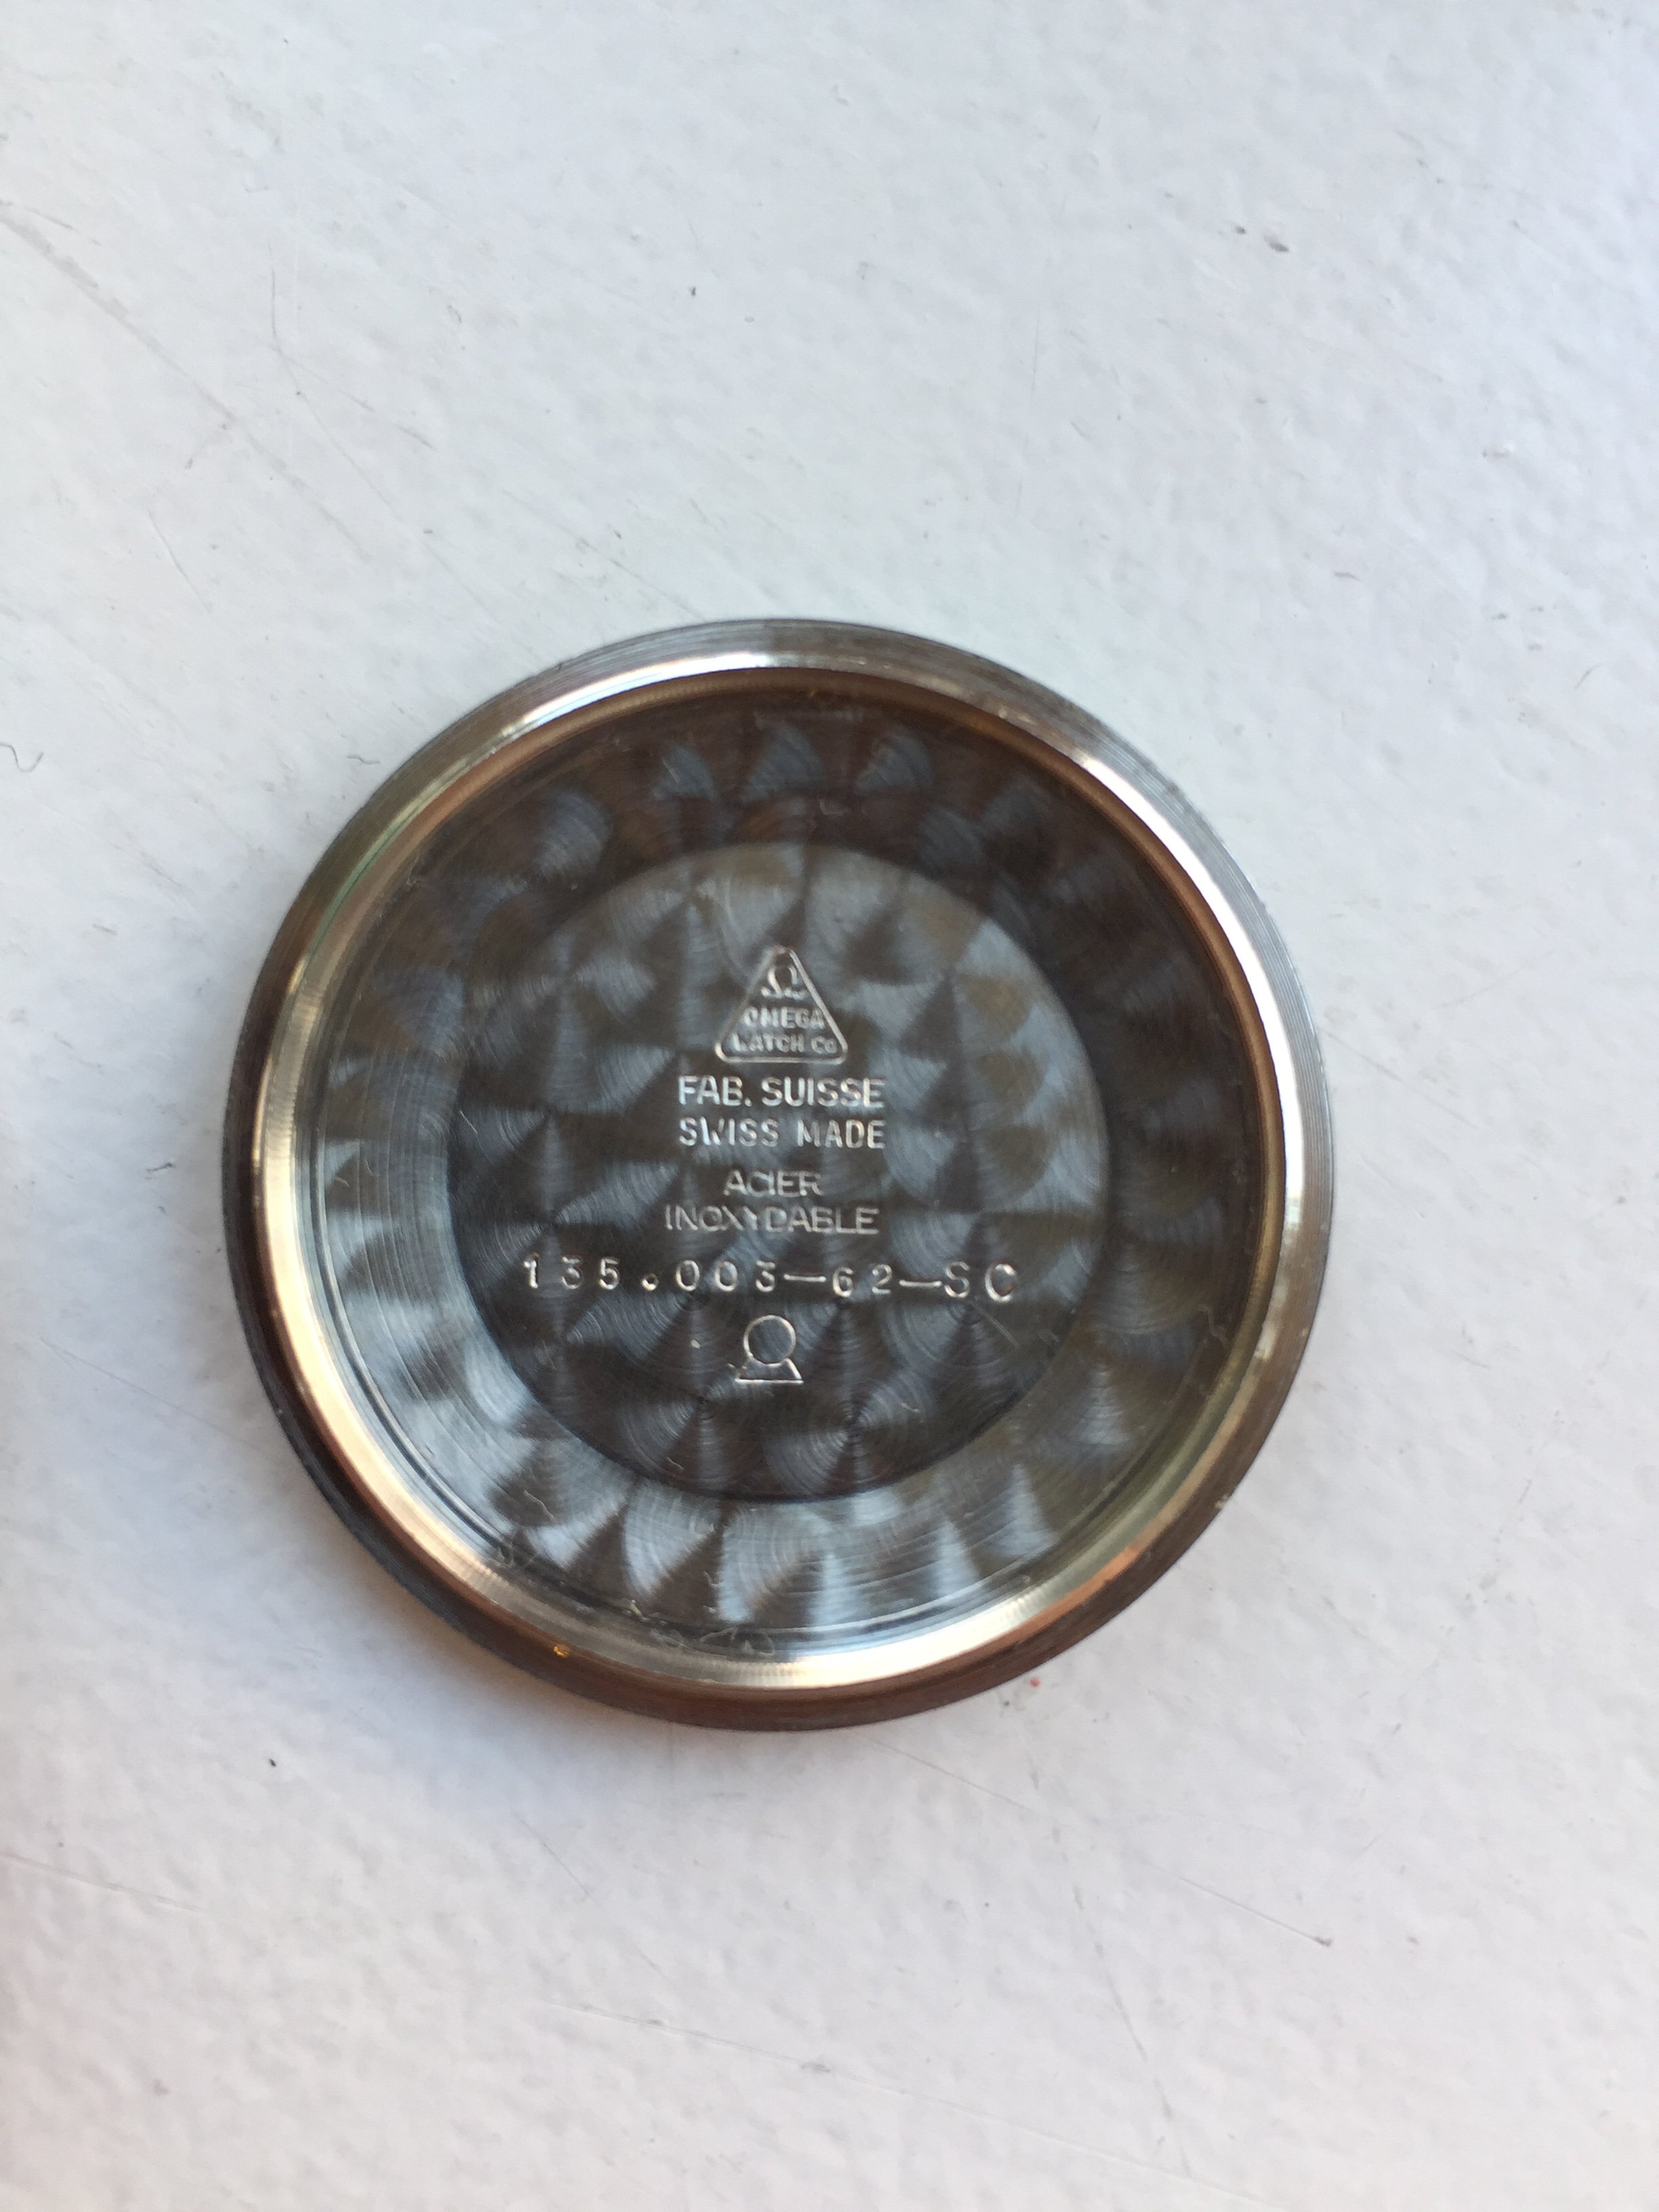 Ω
OMEGA
WATCH Co
FAB. SUISSE
SWISS MADE
ACIER
INOXYDABLE
135.003-62-SC